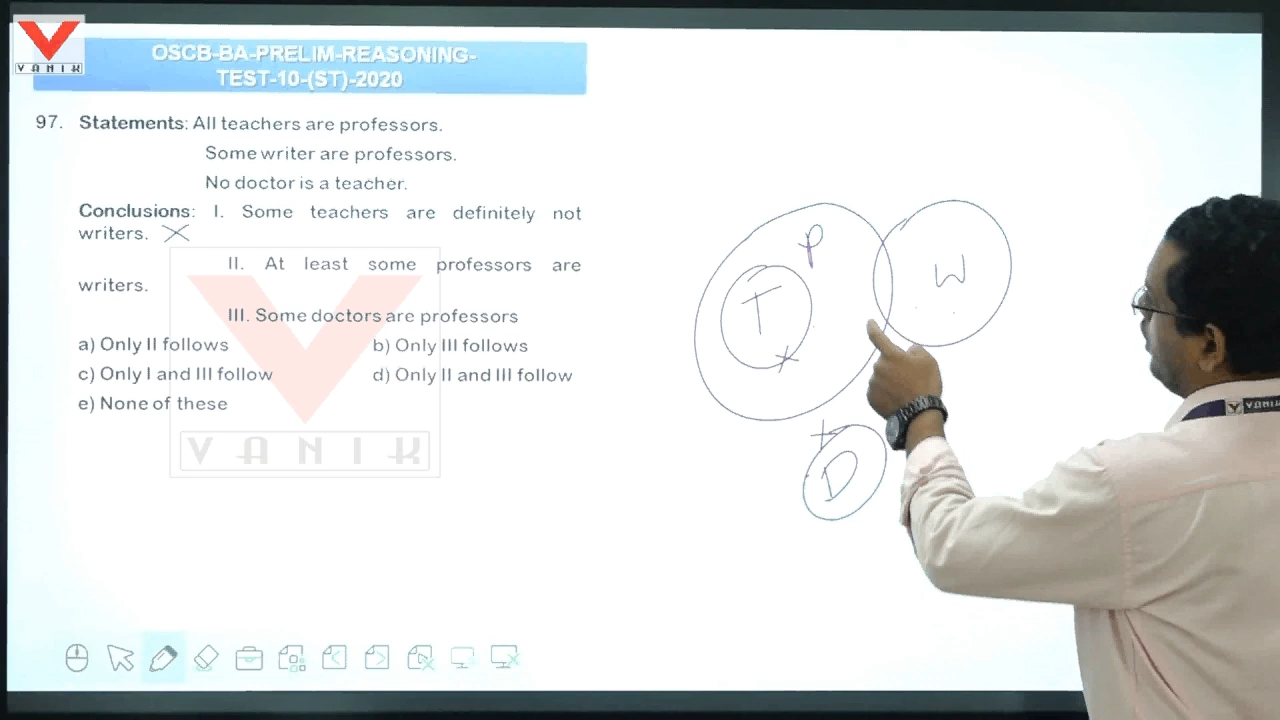 VANIK
OSCB-BA-PRELIM-REASONING-
TEST-10-(ST)-2020
97. Statements: All teachers are professors.
Some writer are professors.
No doctor is a teacher.
Conclusions: I. Some teachers are definitely not
writers.
II. At least some professors are
writers.
III. Some doctors are professors
a) Only II follows b) Only III follows
c) Only I and III follow d) Only II and III follow
e) None of these
VANIK
P
W
T
D
VANIK